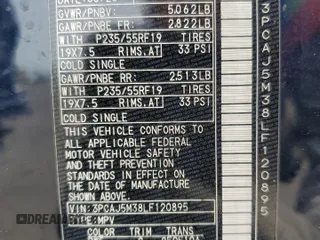 GVWR/PNBV: 5,062LB
GAWR/PNBE FR: 2,822LB
WITH P235/55RF19 TIRES
19X7.5 RIMS.AT 33 PSI
COLD SINGLE
GAWR/PNBE RR: 2,513LB
WITH P235/55RF19 TIRES
19X7.5 RIMS.AT 33 PSI
COLD SINGLE
THIS VEHICLE CONFORMS TO
ALL APPLICABLE FEDERAL
MOTOR VEHICLE SAFETY
AND THEFT PREVENTION
STANDARDS IN EFFECT ON
THE DATE OF MANUFACTURE
SHOWN ABOVE.
VIN: 3PCAJ5M38LF120895
TYPE: MPV
COLOR TRIM TRANS
3PCAJ5M38LF120895